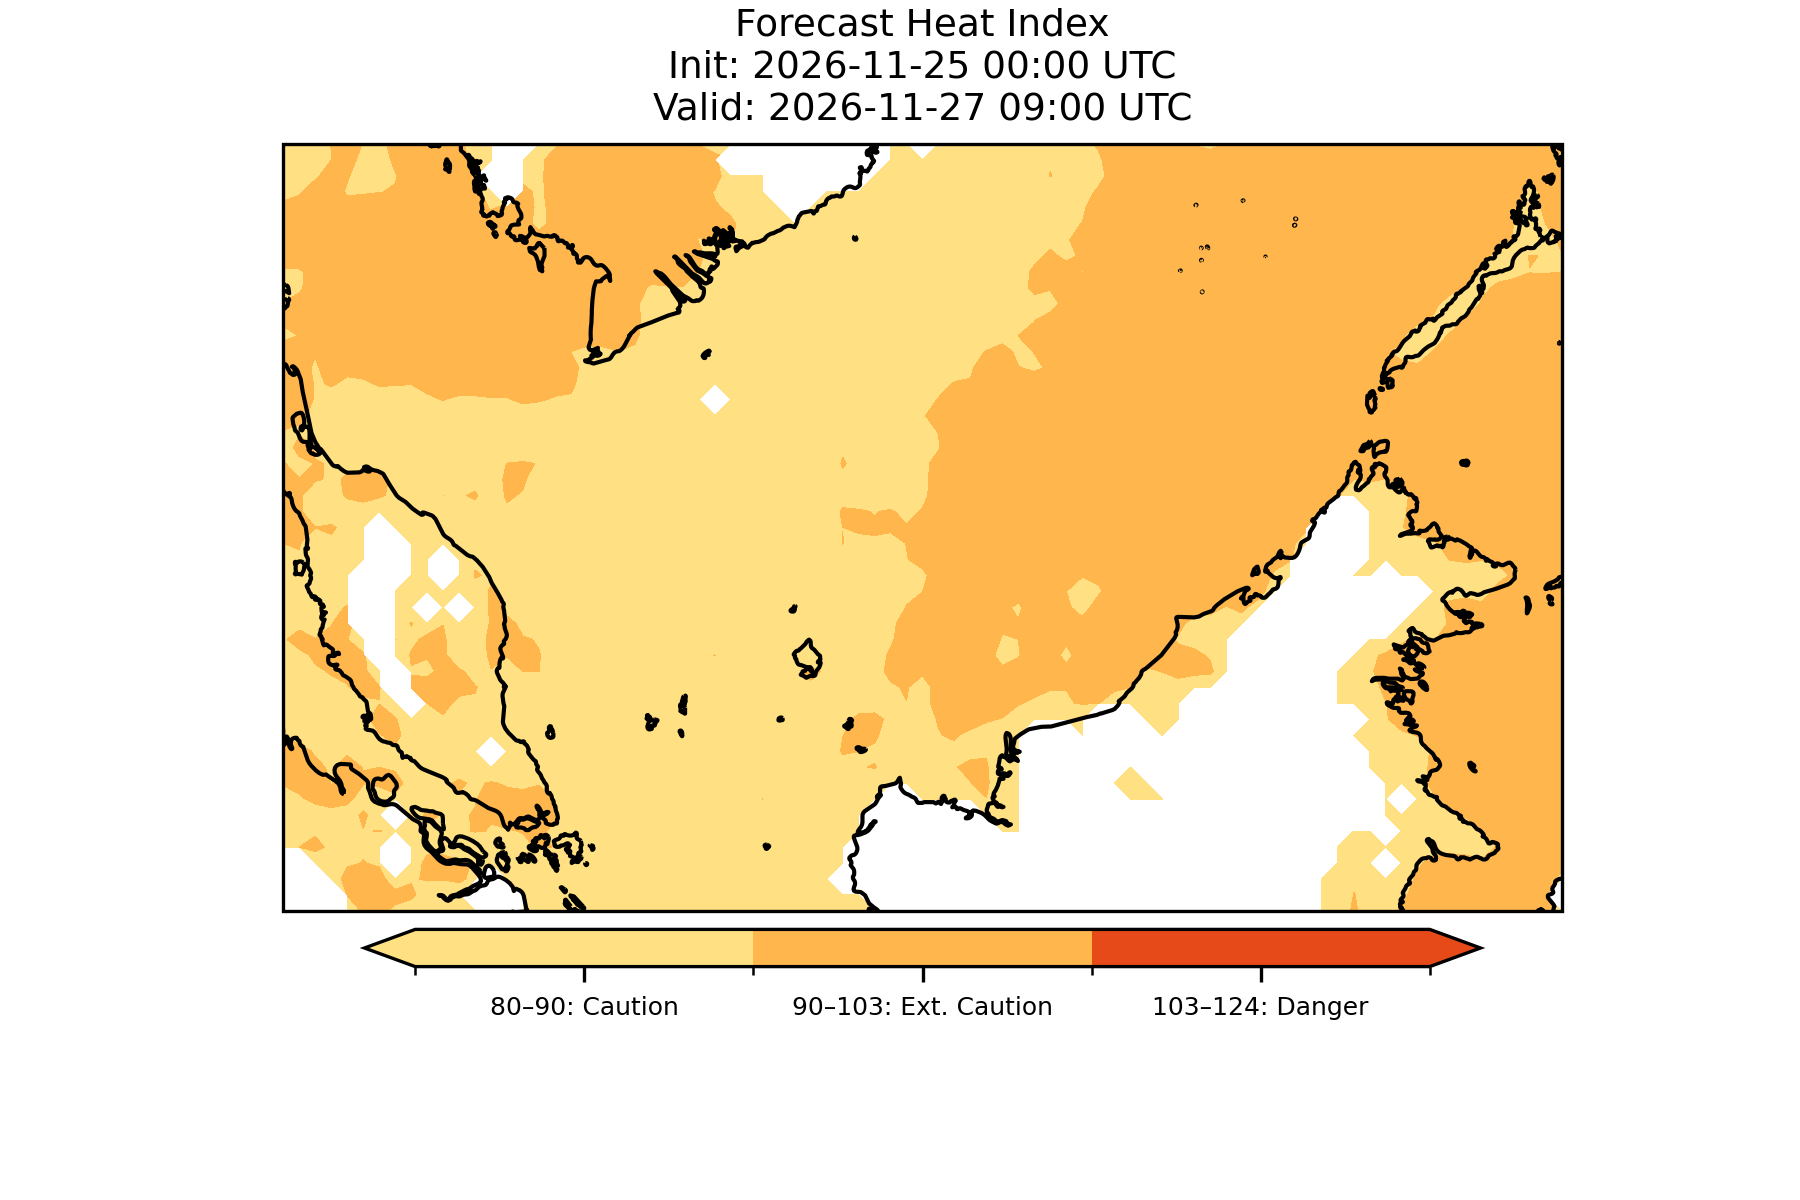 Forecast Heat Index
Init: 2026-11-25 00:00 UTC
Valid: 2026-11-27 09:00 UTC
80–90: Caution
90–103: Ext. Caution
103–124: Danger